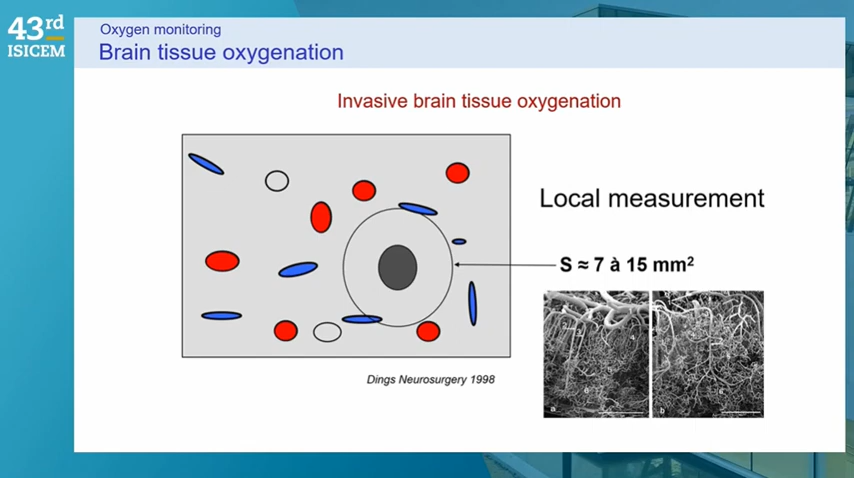 43rd
ISICEM
Oxygen monitoring
Brain tissue oxygenation
Invasive brain tissue oxygenation
Local measurement
S ≈ 7 à 15 mm²
Dings Neurosurgery 1998
a
b